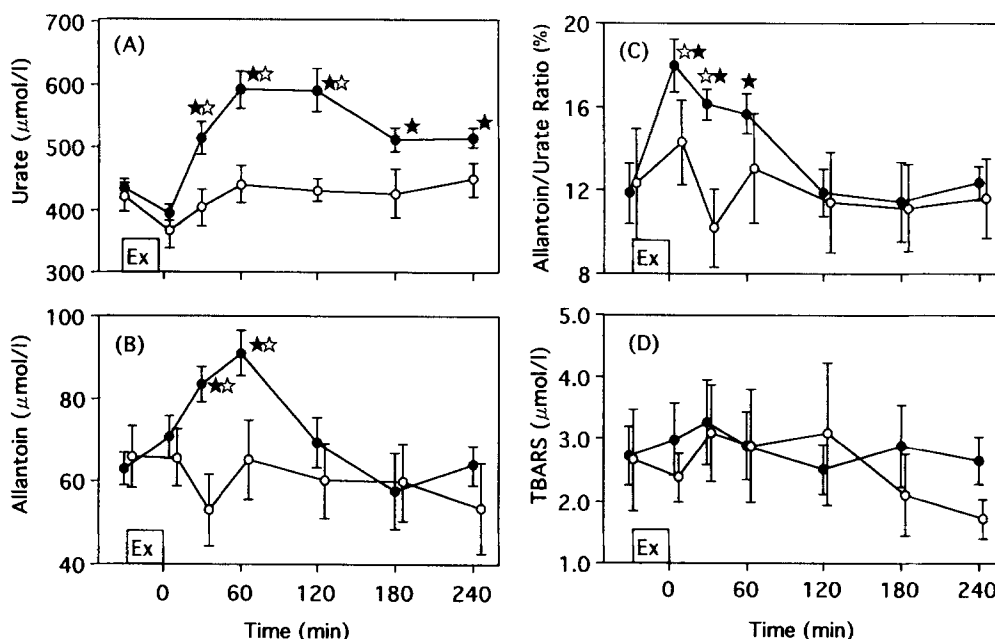 (A)
Urate (μmol/l)
700
600
500
400
300
Ex
★☆
★☆
★☆
★
★
(C)
Allantoin/Urate Ratio (%)
20
16
12
8
Ex
☆★
☆★
★
(B)
Allantoin (μmol/l)
100
80
60
40
Ex
★☆
★☆
0 60 120 180 240
Time (min)
(D)
TBARS (μmol/l)
5.0
4.0
3.0
2.0
1.0
Ex
0 60 120 180 240
Time (min)